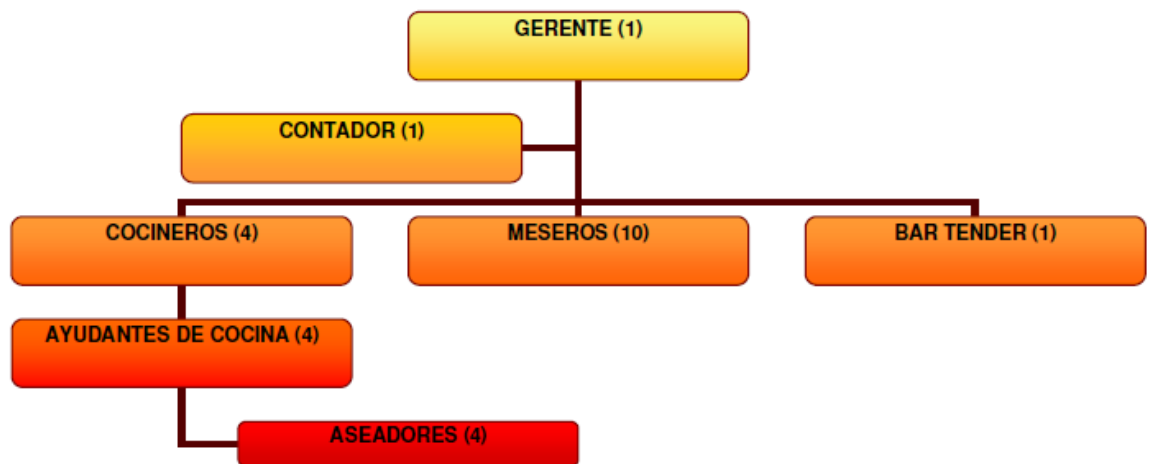 GERENTE (1)
CONTADOR (1)
COCINEROS (4)
MESEROS (10)
BAR TENDER (1)
AYUDANTES DE COCINA (4)
ASEADORES (4)